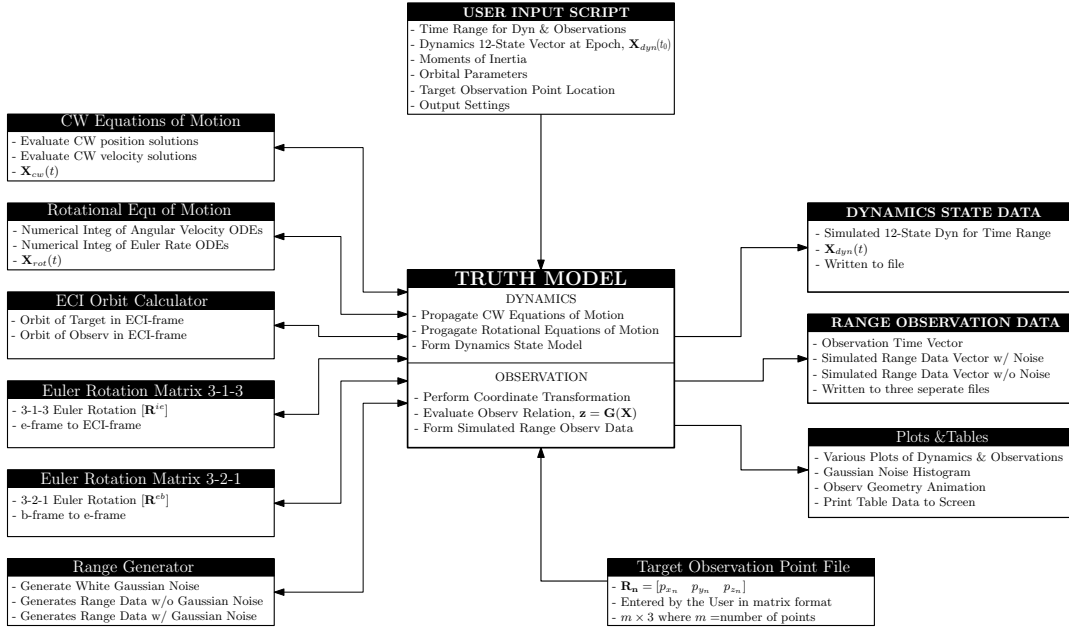 USER INPUT SCRIPT
- Time Range for Dyn & Observations
- Dynamics 12-State Vector at Epoch, X_dyn(t_0)
- Moments of Inertia
- Orbital Parameters
- Target Observation Point Location
- Output Settings
CW Equations of Motion
- Evaluate CW position solutions
- Evaluate CW velocity solutions
- X_cw(t)
Rotational Equ of Motion
- Numerical Integ of Angular Velocity ODEs
- Numerical Integ of Euler Rate ODEs
- X_rot(t)
ECI Orbit Calculator
- Orbit of Target in ECI-frame
- Orbit of Observ in ECI-frame
Euler Rotation Matrix 3-1-3
- 3-1-3 Euler Rotation [R^ie]
- e-frame to ECI-frame
Euler Rotation Matrix 3-2-1
- 3-2-1 Euler Rotation [R^eb]
- b-frame to e-frame
Range Generator
- Generate White Gaussian Noise
- Generates Range Data w/o Gaussian Noise
- Generates Range Data w/ Gaussian Noise
TRUTH MODEL
DYNAMICS
- Propagate CW Equations of Motion
- Progagate Rotational Equations of Motion
- Form Dynamics State Model
OBSERVATION
- Perform Coordinate Transformation
- Evaluate Observ Relation, z = G(X)
- Form Simulated Range Observ Data
DYNAMICS STATE DATA
- Simulated 12-State Dyn for Time Range
- X_dyn(t)
- Written to file
RANGE OBSERVATION DATA
- Observation Time Vector
- Simulated Range Data Vector w/ Noise
- Simulated Range Data Vector w/o Noise
- Written to three seperate files
Plots &Tables
- Various Plots of Dynamics & Observations
- Gaussian Noise Histogram
- Observ Geometry Animation
- Print Table Data to Screen
Target Observation Point File
- R_n = [p_x_n p_y_n p_z_n]
- Entered by the User in matrix format
- m × 3 where m =number of points